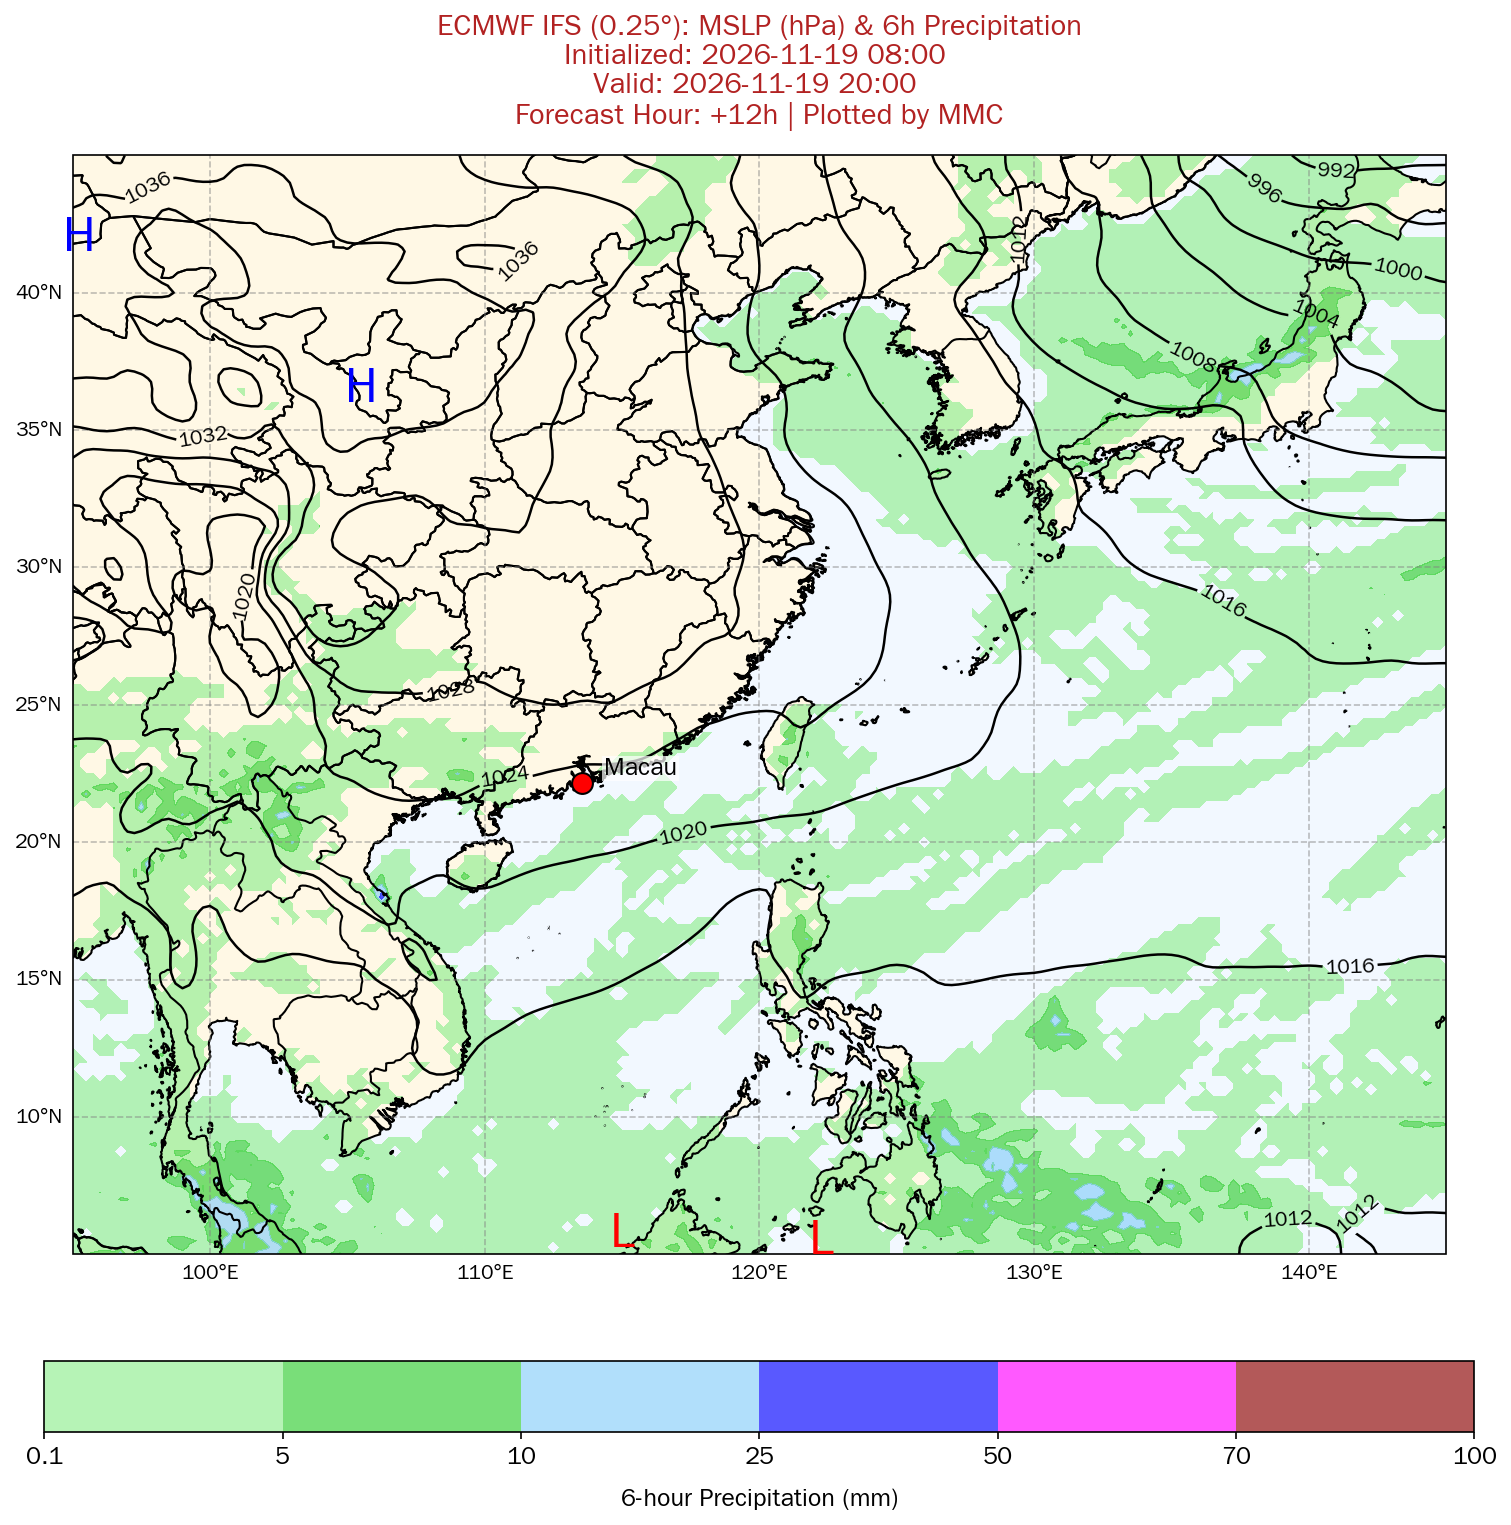 ECMWF IFS (0.25°): MSLP (hPa) & 6h Precipitation
Initialized: 2026-11-19 08:00
Valid: 2026-11-19 20:00
Forecast Hour: +12h | Plotted by MMC
992
1036
996
H
1012
1036
1000
40°N
1004
1008
H
35°N
1032
30°N
1020
1016
1028
25°N
Macau
1024
1020
20°N
1016
15°N
10°N
1012
1012
L
L
100°E
110°E
120°E
130°E
140°E
0.1
5
10
25
50
70
100
6-hour Precipitation (mm)